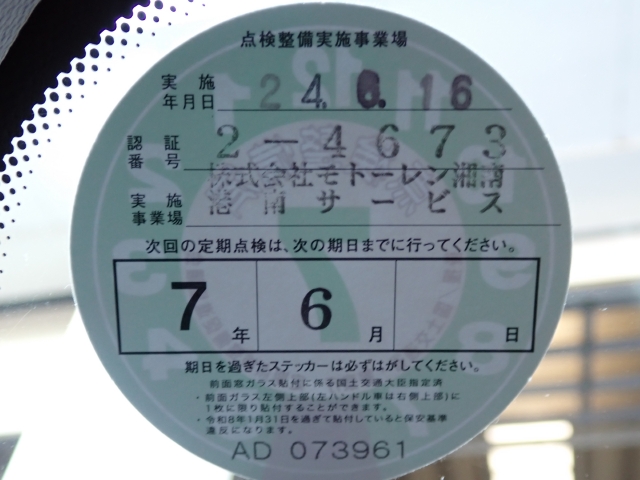 点検整備実施事業場
実施年月日 24.6.16
認証番号 2-4673
株式会社モトーレン湘南
実施事業場 港南サービス
次回の定期点検は、次の期日までに行ってください。
7年 6月 日
期日を過ぎたステッカーは必ずはがしてください。
前面窓ガラス貼付に係る国土交通大臣指定済
・前面ガラス左側上部(左ハンドル車は右側上部)に
1枚に限り貼付することができます。
・令和8年1月31日を過ぎて貼付していると保安基準
違反になります。
AD 073961